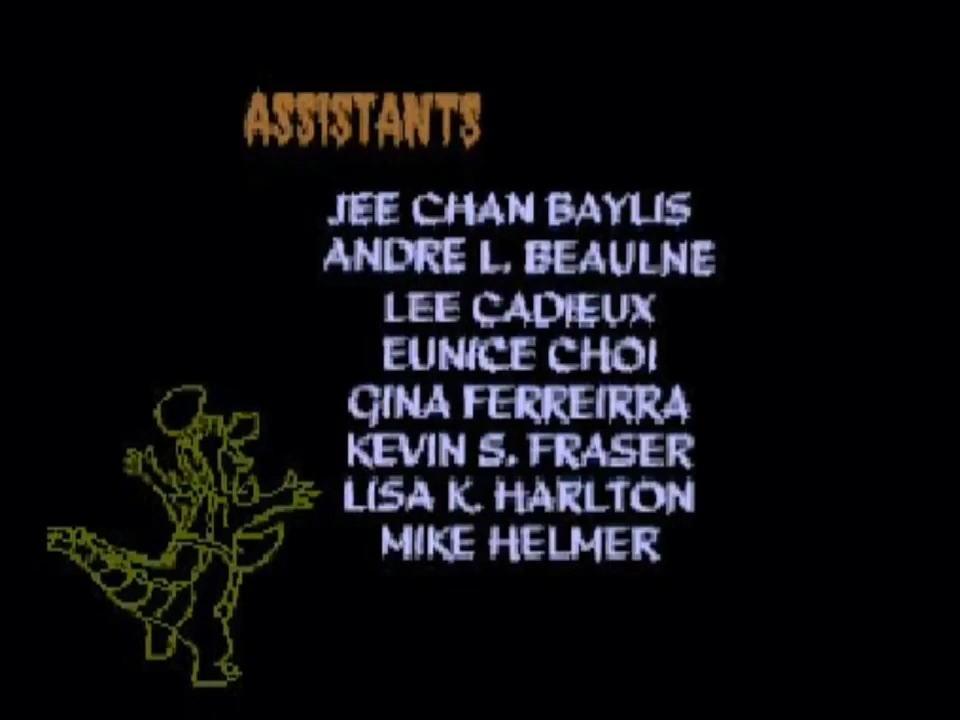 ASSISTANTS
JEE CHAN BAYLIS
ANDRE L. BEAULNE
LEE CADIEUX
EUNICE CHOI
GINA FERREIRRA
KEVIN S. FRASER
LISA K. HARLTON
MIKE HELMER